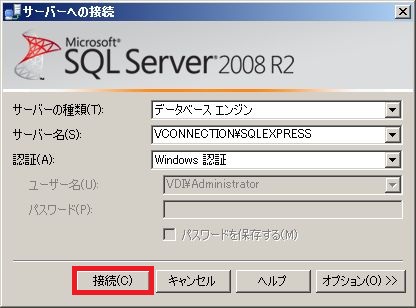 サーバーへの接続
Microsoft®
SQL Server® 2008 R2
サーバーの種類(T): データベース エンジン
サーバー名(S): VCONNECTION¥SQLEXPRESS
認証(A): Windows 認証
ユーザー名(U): VDI¥Administrator
パスワード(P):
パスワードを保存する(M)
接続(C) キャンセル ヘルプ オプション(O) >>